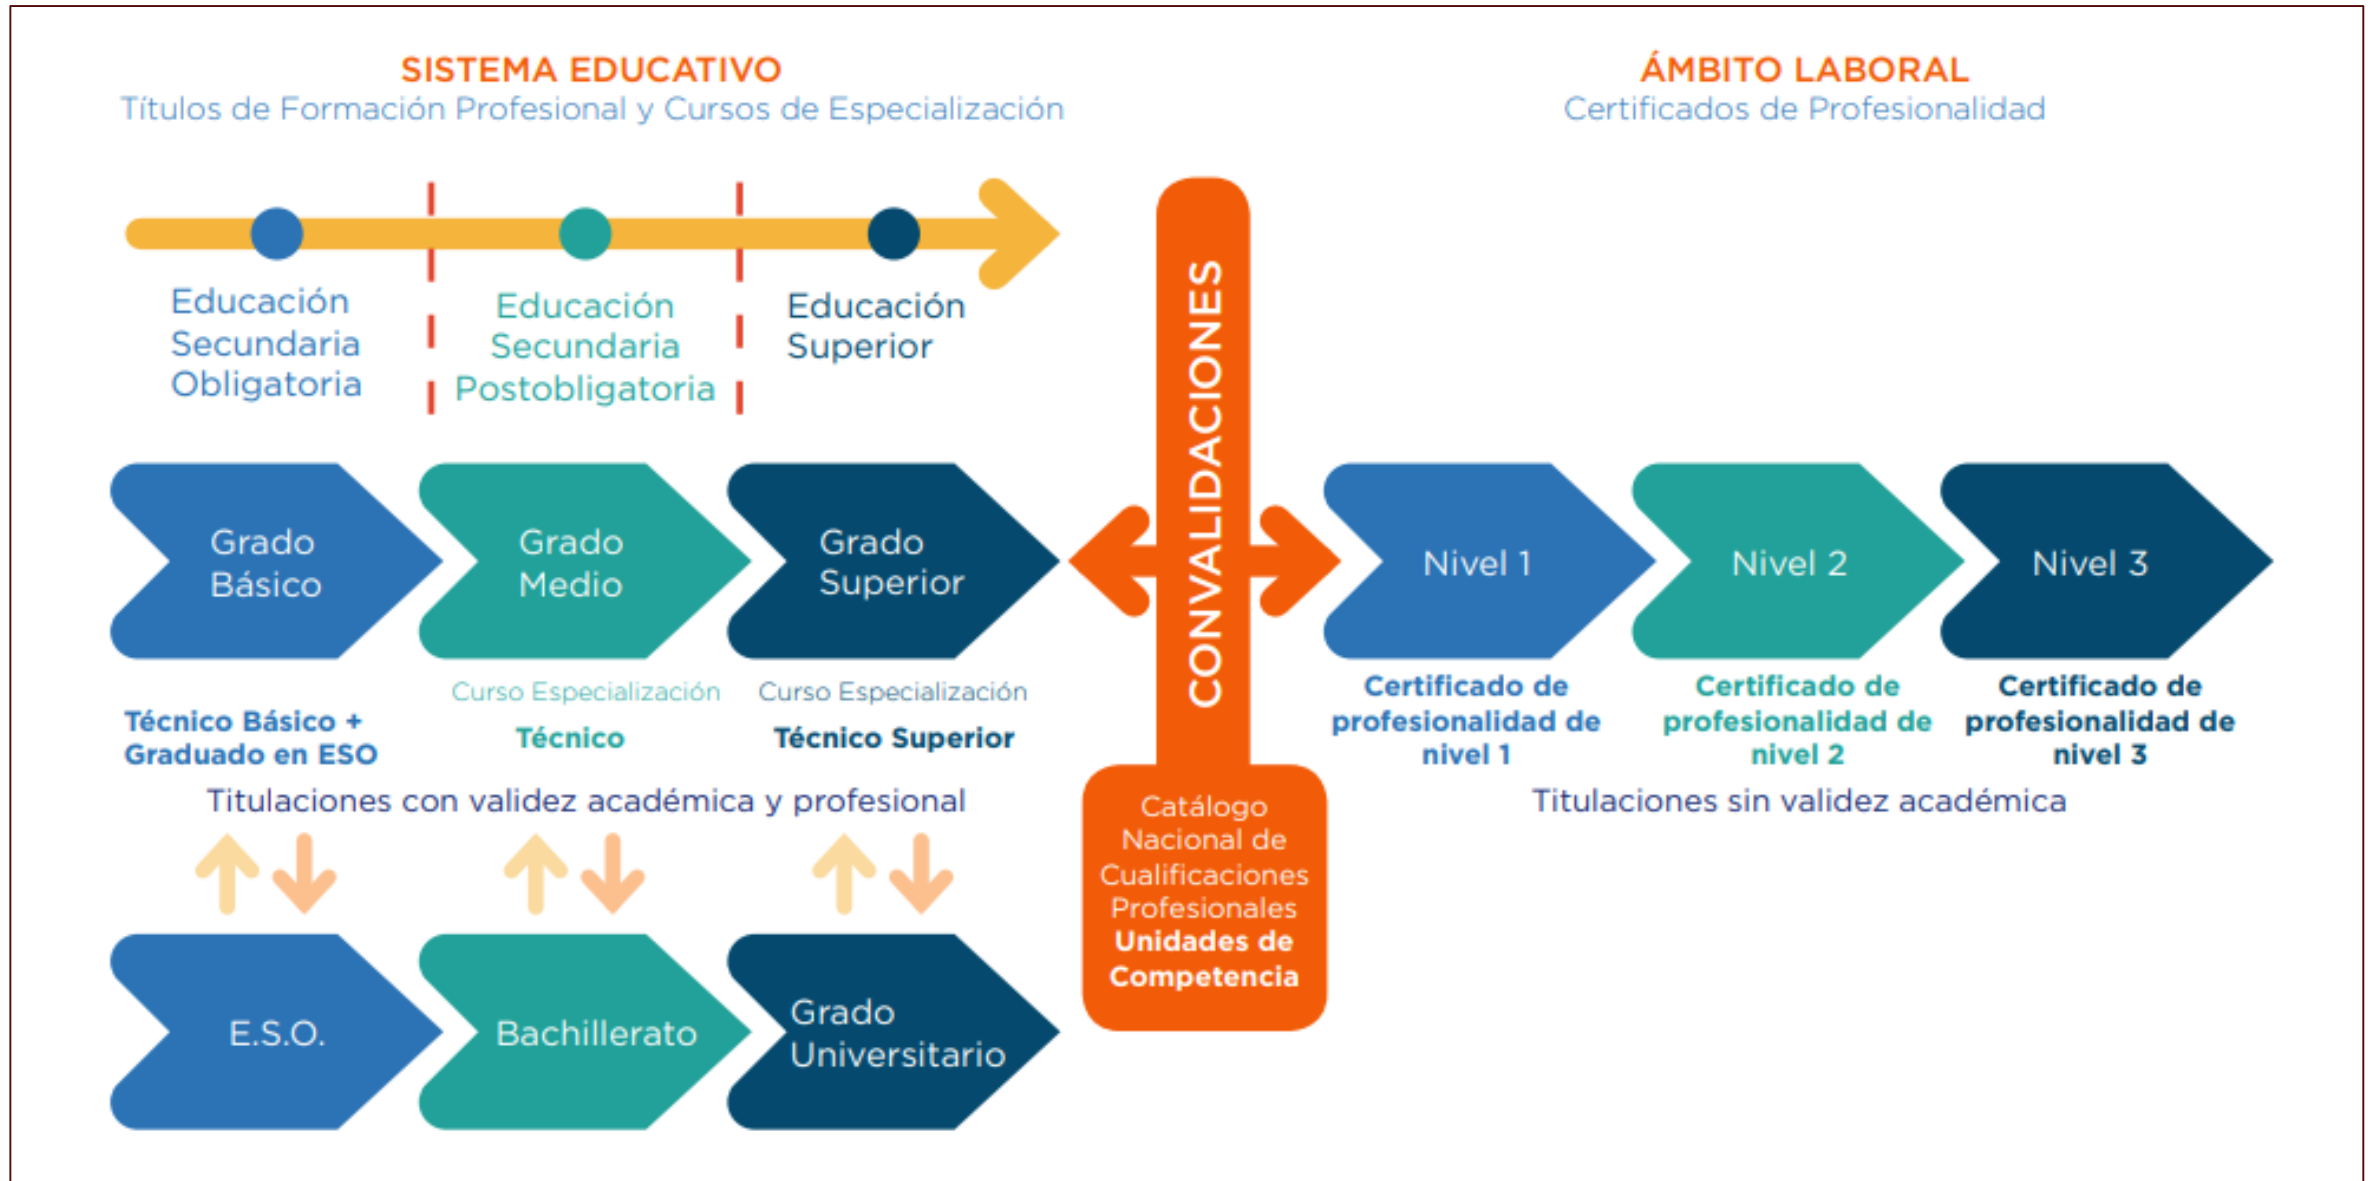 SISTEMA EDUCATIVO
Títulos de Formación Profesional y Cursos de Especialización
Educación
Secundaria
Obligatoria
Educación
Secundaria
Postobligatoria
Educación
Superior
Grado
Básico
Grado
Medio
Grado
Superior
Técnico Básico +
Graduado en ESO
Curso Especialización
Técnico
Curso Especialización
Técnico Superior
Titulaciones con validez académica y profesional
E.S.O.
Bachillerato
Grado
Universitario
CONVALIDACIONES
Catálogo
Nacional de
Cualificaciones
Profesionales
Unidades de
Competencia
ÁMBITO LABORAL
Certificados de Profesionalidad
Nivel 1
Nivel 2
Nivel 3
Certificado de
profesionalidad de
nivel 1
Certificado de
profesionalidad de
nivel 2
Certificado de
profesionalidad de
nivel 3
Titulaciones sin validez académica